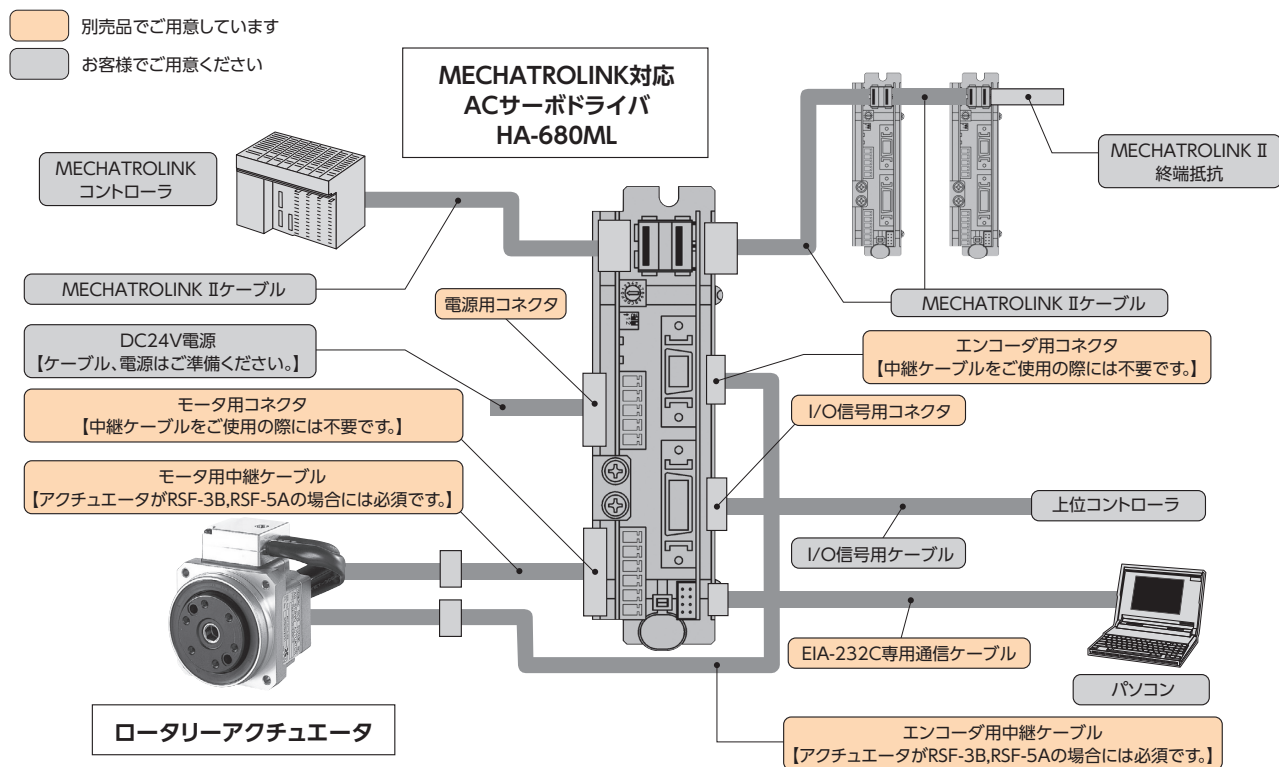 別売品でご用意しています
お客様でご用意ください
MECHATROLINK対応
ACサーボドライバ
HA-680ML
MECHATROLINK
コントローラ
MECHATROLINK II
終端抵抗
MECHATROLINK IIケーブル
MECHATROLINK IIケーブル
電源用コネクタ
DC24V電源
【ケーブル、電源はご準備ください。】
エンコーダ用コネクタ
【中継ケーブルをご使用の際には不要です。】
モータ用コネクタ
【中継ケーブルをご使用の際には不要です。】
I/O信号用コネクタ
モータ用中継ケーブル
【アクチュエータがRSF-3B,RSF-5Aの場合には必須です。】
上位コントローラ
I/O信号用ケーブル
EIA-232C専用通信ケーブル
パソコン
ロータリーアクチュエータ
エンコーダ用中継ケーブル
【アクチュエータがRSF-3B,RSF-5Aの場合には必須です。】